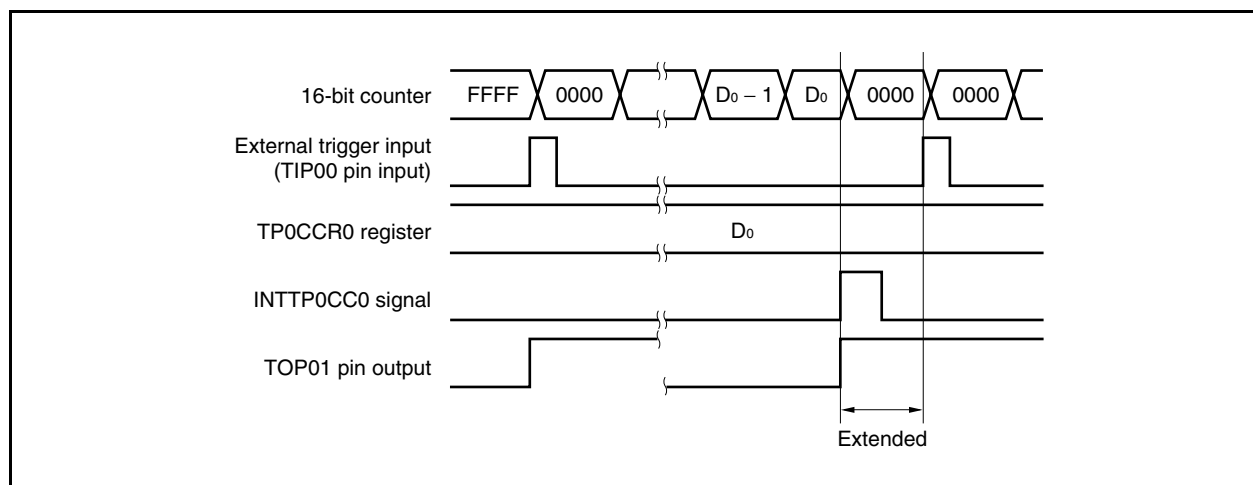 16-bit counter FFFF 0000 D₀ – 1 D₀ 0000 0000
External trigger input
(TIP00 pin input)
TP0CCR0 register D₀
INTTP0CC0 signal
TOP01 pin output
Extended